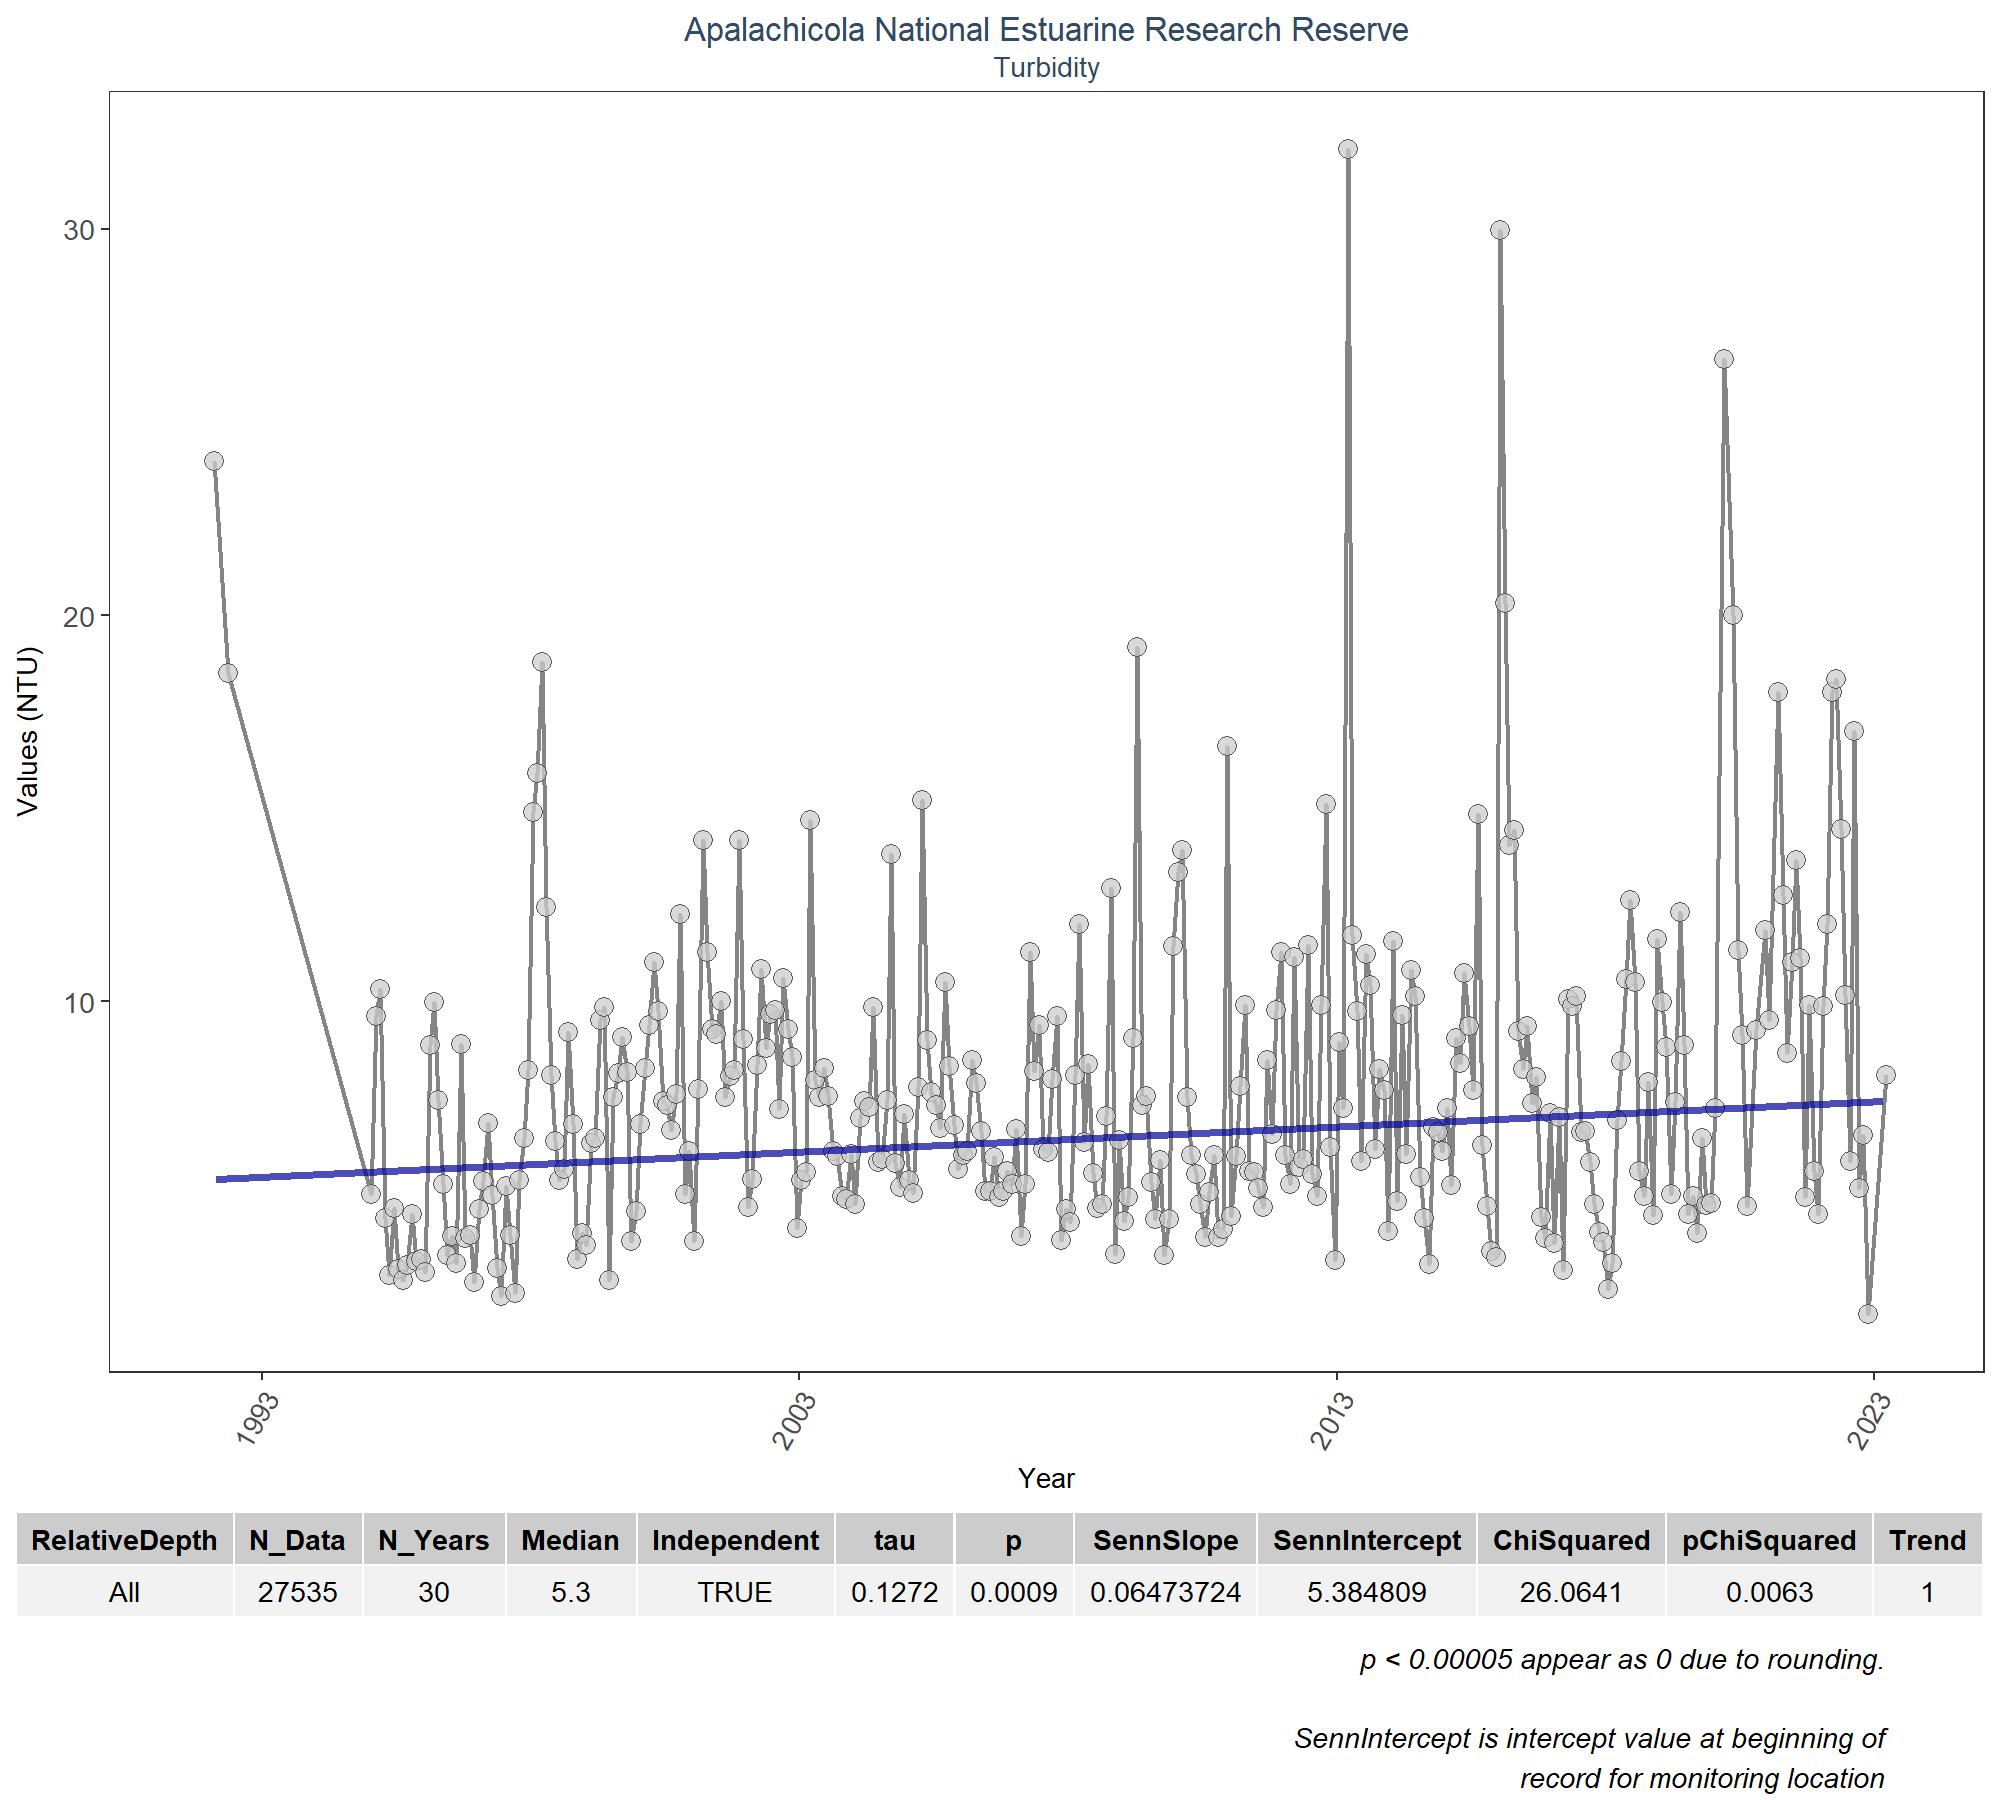 Apalachicola National Estuarine Research Reserve
Turbidity
Values (NTU)
30
20
10
1993 2003 2013 2023
Year
RelativeDepth N_Data N_Years Median Independent tau p SennSlope SennIntercept ChiSquared pChiSquared Trend
All 27535 30 5.3 TRUE 0.1272 0.0009 0.06473724 5.384809 26.0641 0.0063 1
p < 0.00005 appear as 0 due to rounding.
SennIntercept is intercept value at beginning of
record for monitoring location